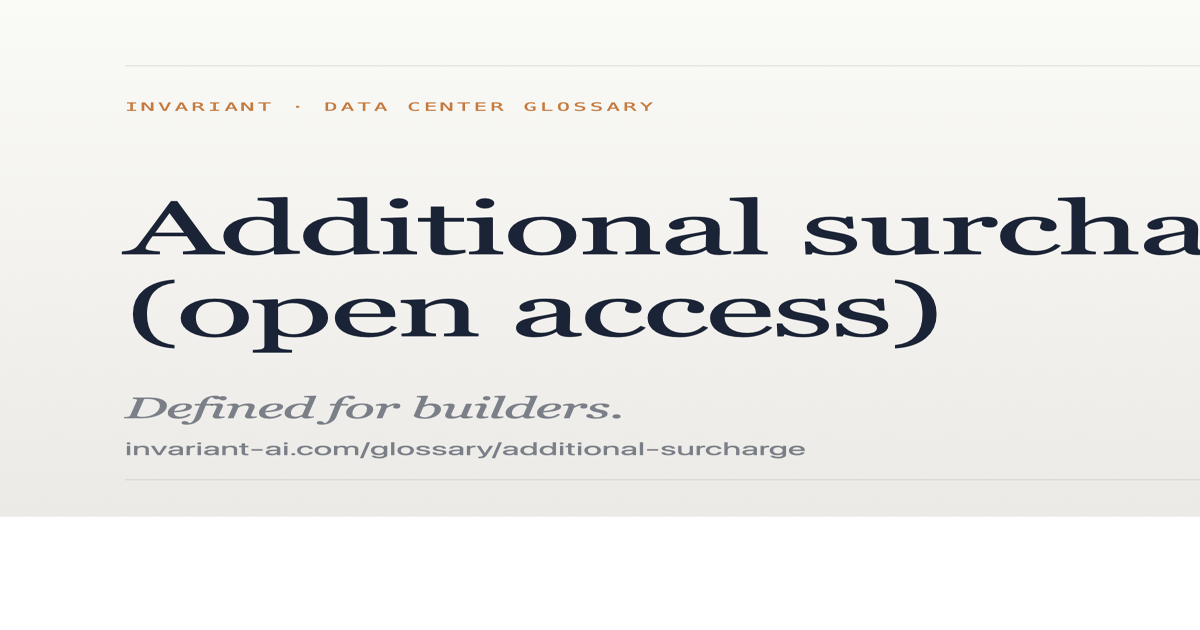 INVARIANT · DATA CENTER GLOSSARY
Additional surcha
(open access)
Defined for builders.
invariant-ai.com/glossary/additional-surcharge